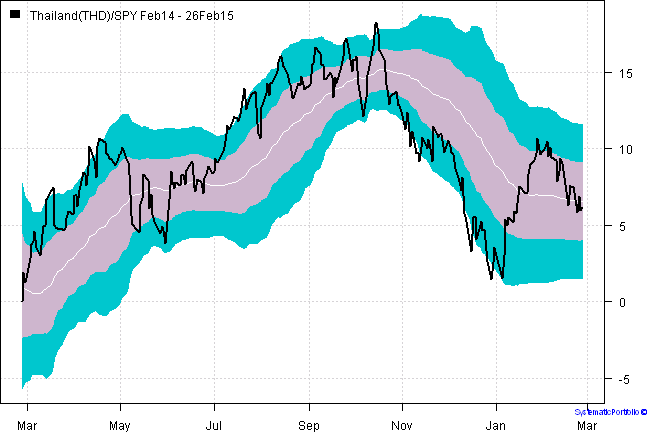 Thailand(THD)/SPY Feb14 - 26Feb15
15
10
5
0
-5
Mar May Jul Sep Nov Jan Mar
SystematicPortfolio ©